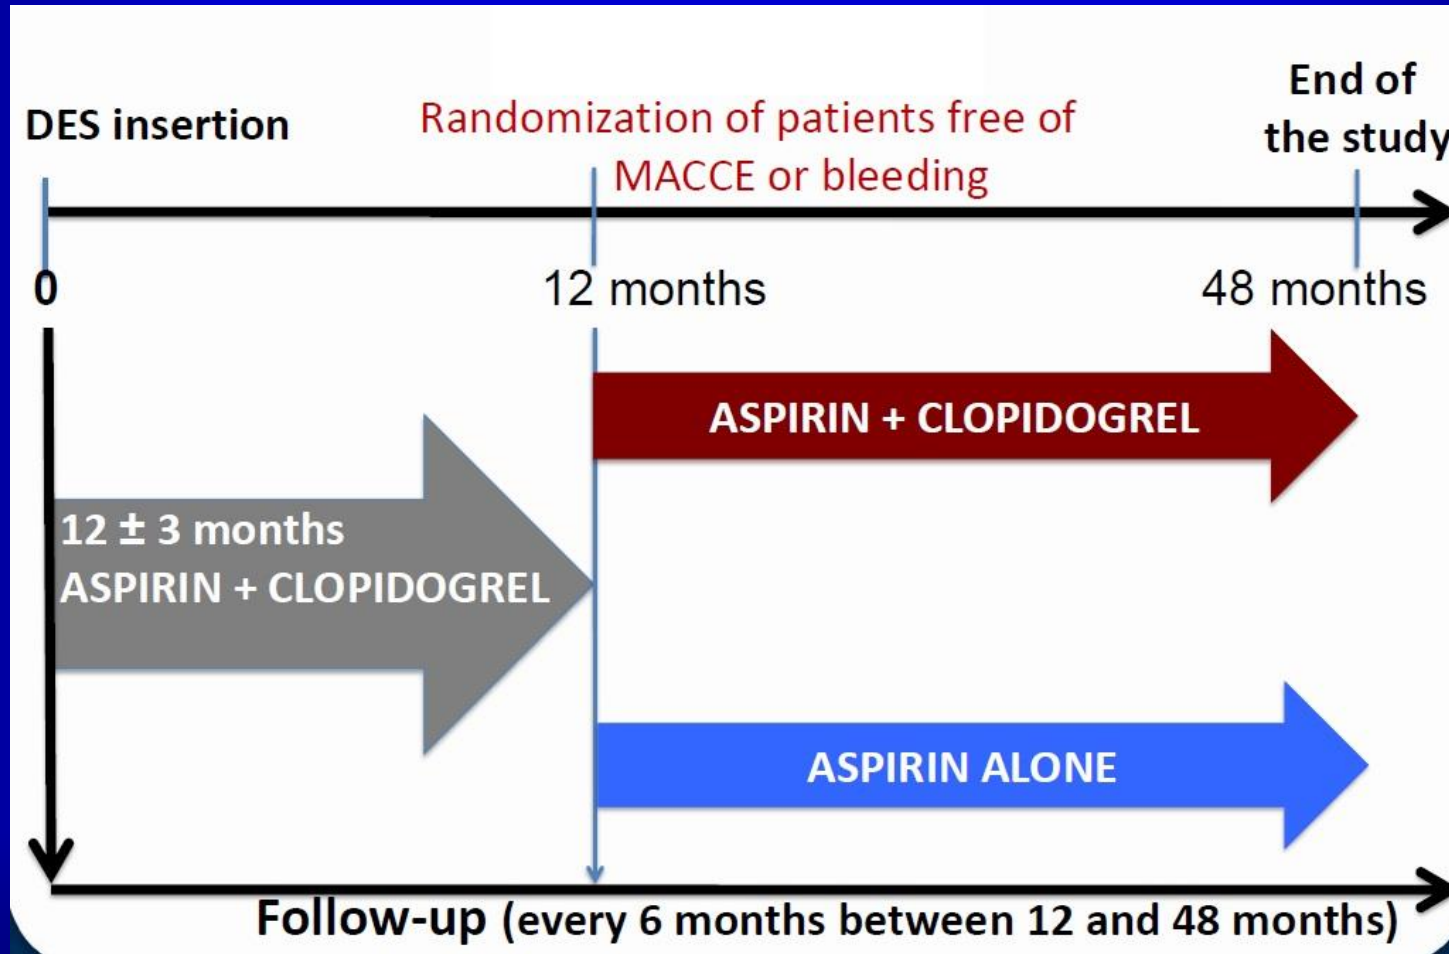 DES insertion
Randomization of patients free of
MACCE or bleeding
End of
the study
0
12 months
48 months
ASPIRIN + CLOPIDOGREL
12 ± 3 months
ASPIRIN + CLOPIDOGREL
ASPIRIN ALONE
Follow-up (every 6 months between 12 and 48 months)